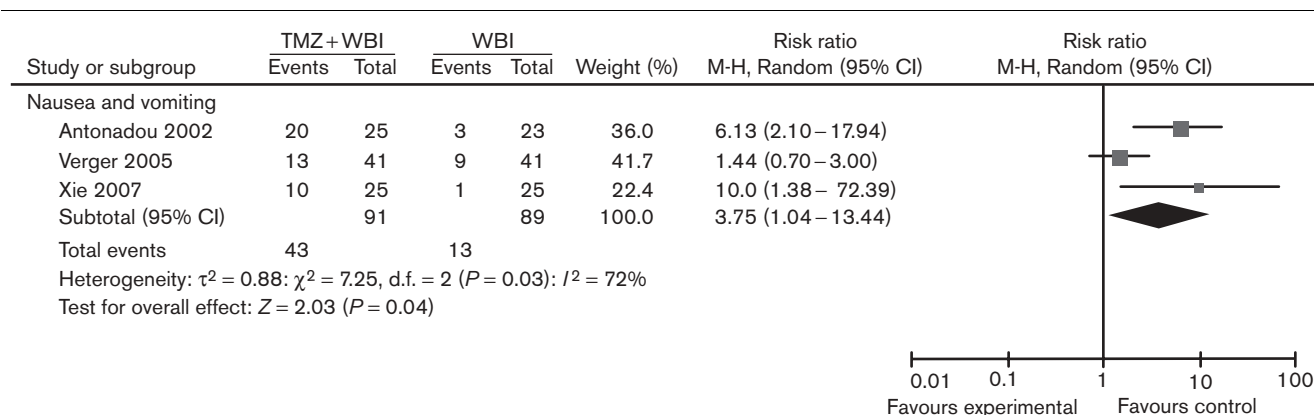 TMZ+WBI WBI Risk ratio Risk ratio
Study or subgroup Events Total Events Total Weight (%) M-H, Random (95% CI) M-H, Random (95% CI)
Nausea and vomiting
Antonadou 2002 20 25 3 23 36.0 6.13 (2.10–17.94)
Verger 2005 13 41 9 41 41.7 1.44 (0.70–3.00)
Xie 2007 10 25 1 25 22.4 10.0 (1.38– 72.39)
Subtotal (95% CI) 91 89 100.0 3.75 (1.04–13.44)
Total events 43 13
Heterogeneity: τ² = 0.88: χ² = 7.25, d.f. = 2 (P = 0.03): I² = 72%
Test for overall effect: Z = 2.03 (P = 0.04)
0.01 0.1 1 10 100
Favours experimental Favours control